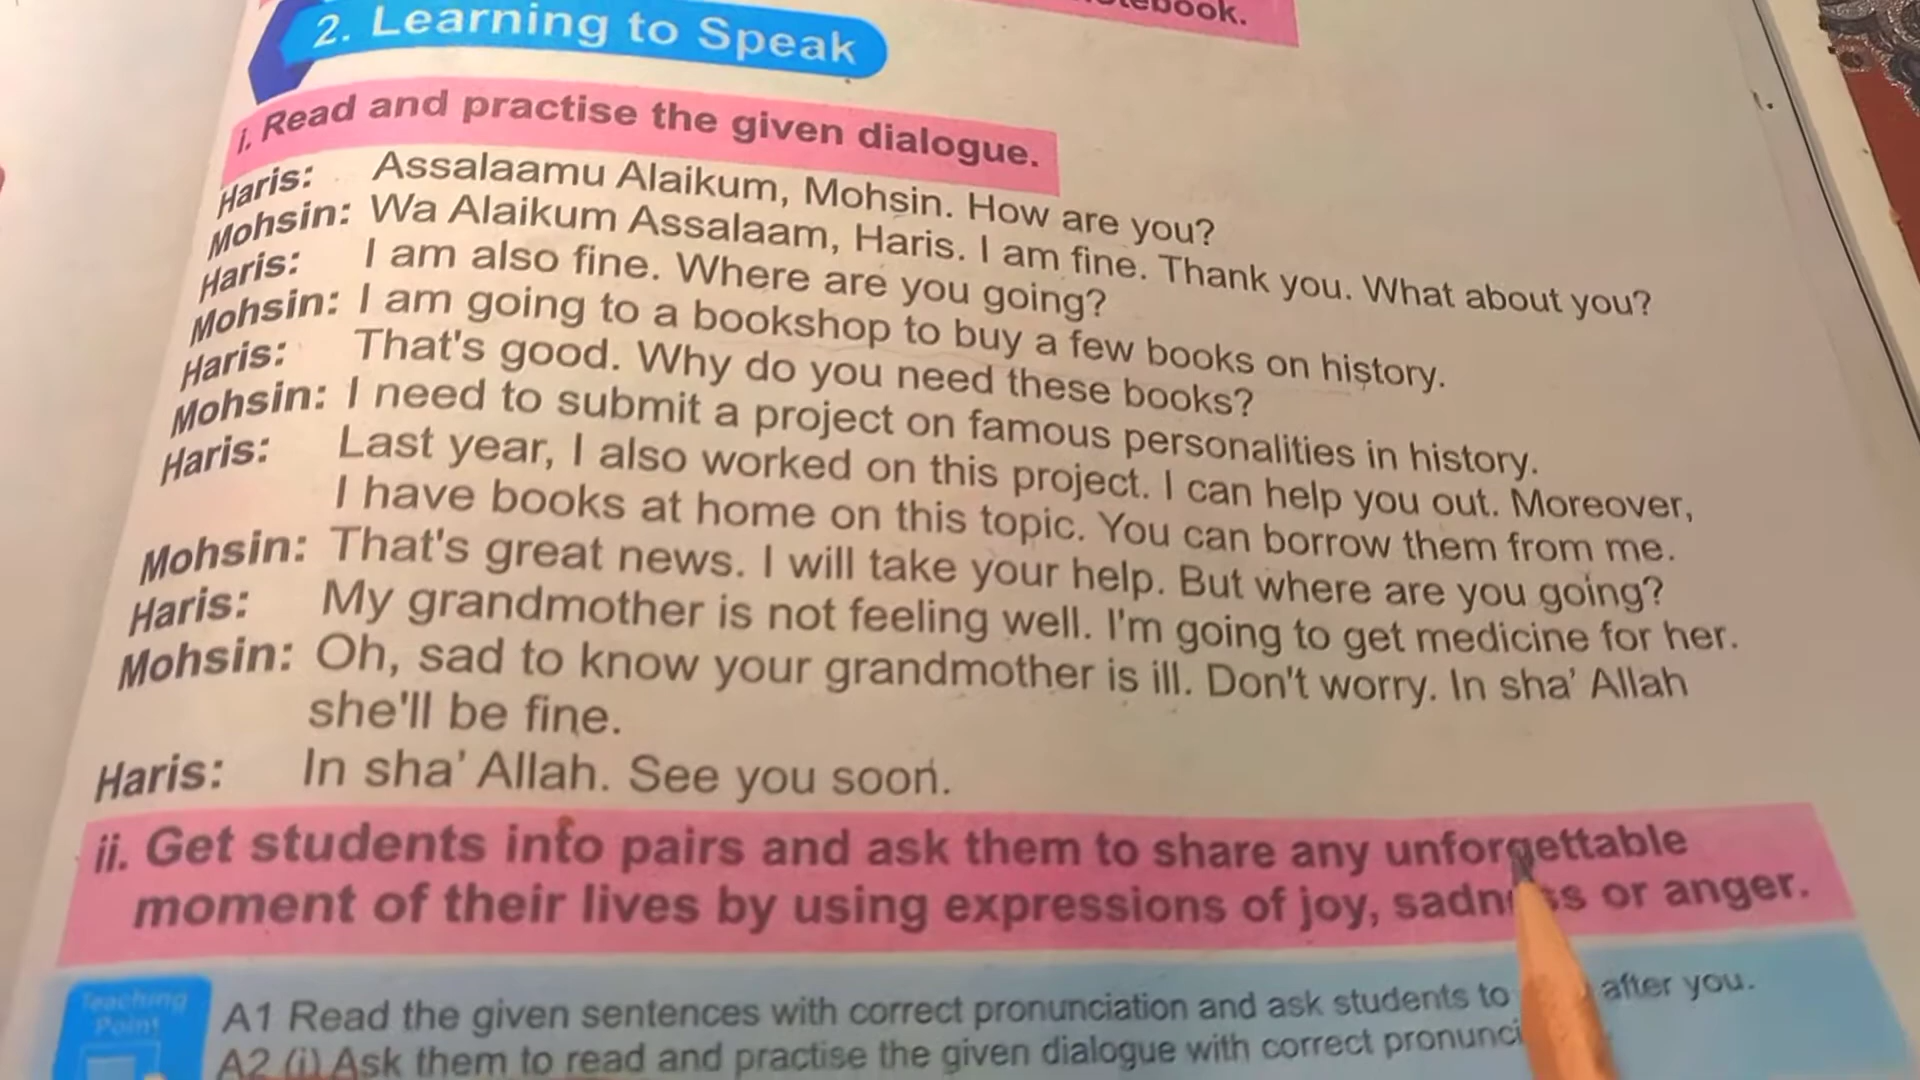 tebook.
2. Learning to Speak
i. Read and practise the given dialogue.
Haris: Assalaamu Alaikum, Mohsin. How are you?
Mohsin: Wa Alaikum Assalaam, Haris. I am fine. Thank you. What about you?
Haris: I am also fine. Where are you going?
Mohsin: I am going to a bookshop to buy a few books on history.
Haris: That's good. Why do you need these books?
Mohsin: I need to submit a project on famous personalities in history.
Haris: Last year, I also worked on this project. I can help you out. Moreover,
I have books at home on this topic. You can borrow them from me.
Mohsin: That's great news. I will take your help. But where are you going?
Haris: My grandmother is not feeling well. I'm going to get medicine for her.
Mohsin: Oh, sad to know your grandmother is ill. Don't worry. In sha' Allah
she'll be fine.
Haris: In sha' Allah. See you soon.
ii. Get students into pairs and ask them to share any unforgettable
moment of their lives by using expressions of joy, sadness or anger.
Teaching
Point
A1 Read the given sentences with correct pronunciation and ask students to after you.
A2 (i) Ask them to read and practise the given dialogue with correct pronunci